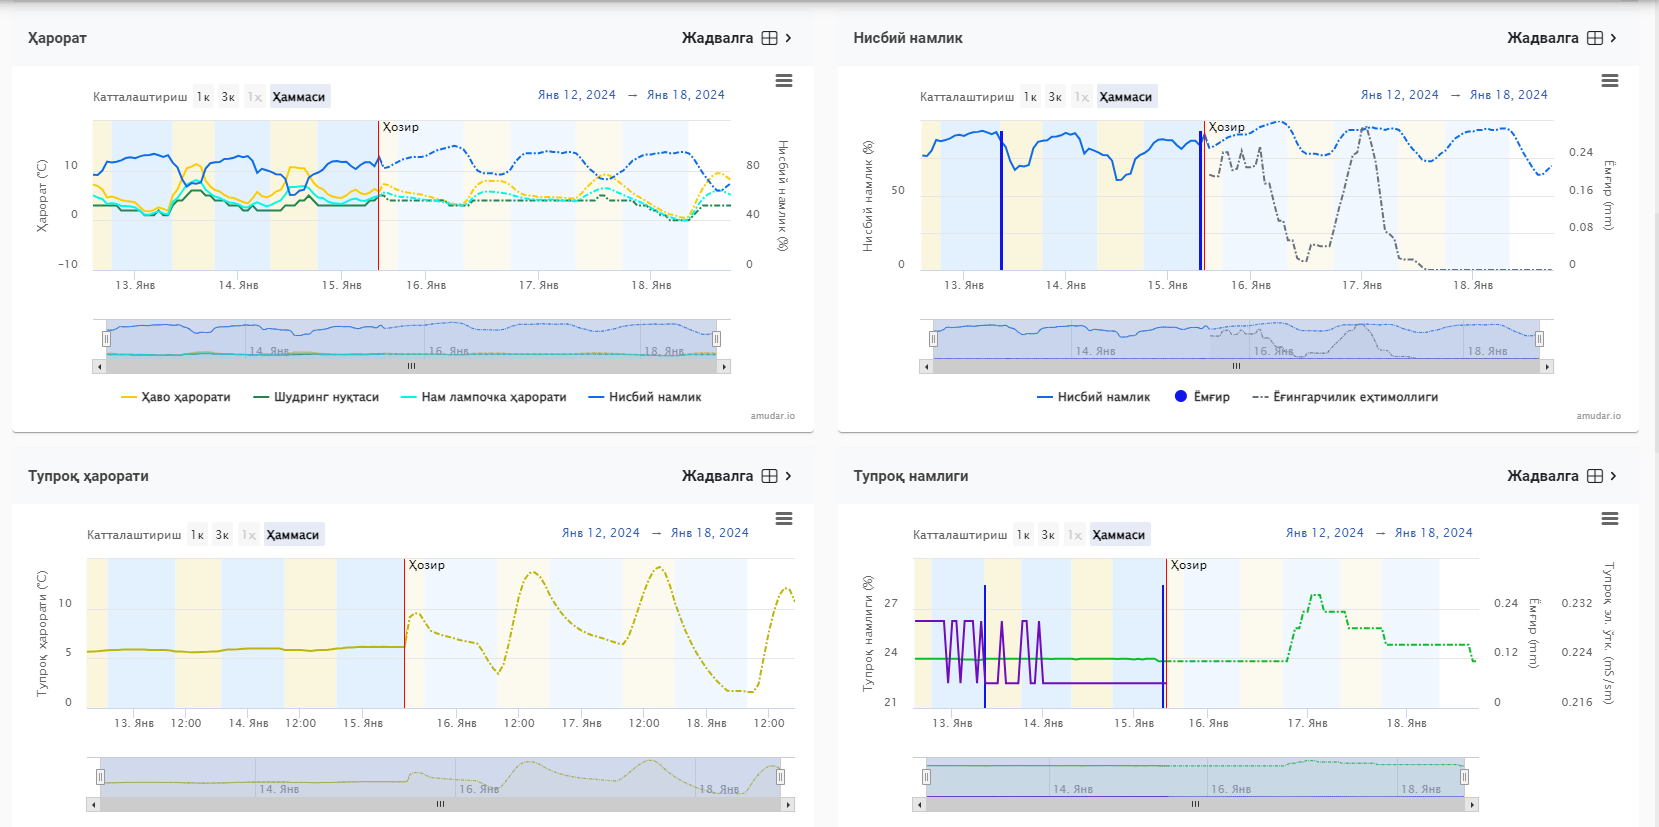 Ҳарорат
Жадвалга
Катталаштириш 1к 3к 1х Ҳаммаси
Янв 12, 2024 → Янв 18, 2024
Ҳозир
Ҳарорат (°C)
10
0
−10
Нисбий намлик (%)
80
40
0
13. Янв 14. Янв 15. Янв 16. Янв 17. Янв 18. Янв
14. Янв 16. Янв 18. Янв
Ҳаво ҳарорати Шудринг нуқтаси Нам лампочка ҳарорати Нисбий намлик
amudar.io
Нисбий намлик
Жадвалга
Катталаштириш 1к 3к 1х Ҳаммаси
Янв 12, 2024 → Янв 18, 2024
Ҳозир
Нисбий намлик (%)
50
0
Ёмғир (mm)
0.24
0.16
0.08
0
13. Янв 14. Янв 15. Янв 16. Янв 17. Янв 18. Янв
14. Янв 16. Янв 18. Янв
Нисбий намлик Ёмғир Ёғингарчилик еҳтимоллиги
amudar.io
Тупроқ ҳарорати
Жадвалга
Катталаштириш 1к 3к 1х Ҳаммаси
Янв 12, 2024 → Янв 18, 2024
Ҳозир
Тупроқ ҳарорати (°C)
10
5
0
13. Янв 12:00 14. Янв 12:00 15. Янв 16. Янв 12:00 17. Янв 12:00 18. Янв 12:00
14. Янв 16. Янв 18. Янв
Тупроқ намлиги
Жадвалга
Катталаштириш 1к 3к 1х Ҳаммаси
Янв 12, 2024 → Янв 18, 2024
Ҳозир
Тупроқ намлиги (%)
27
24
21
Ёмғир (mm)
0.24
0.12
0
Тупроқ эл. ўтк. (mS/sm)
0.232
0.224
0.216
13. Янв 14. Янв 15. Янв 16. Янв 17. Янв 18. Янв
14. Янв 16. Янв 18. Янв